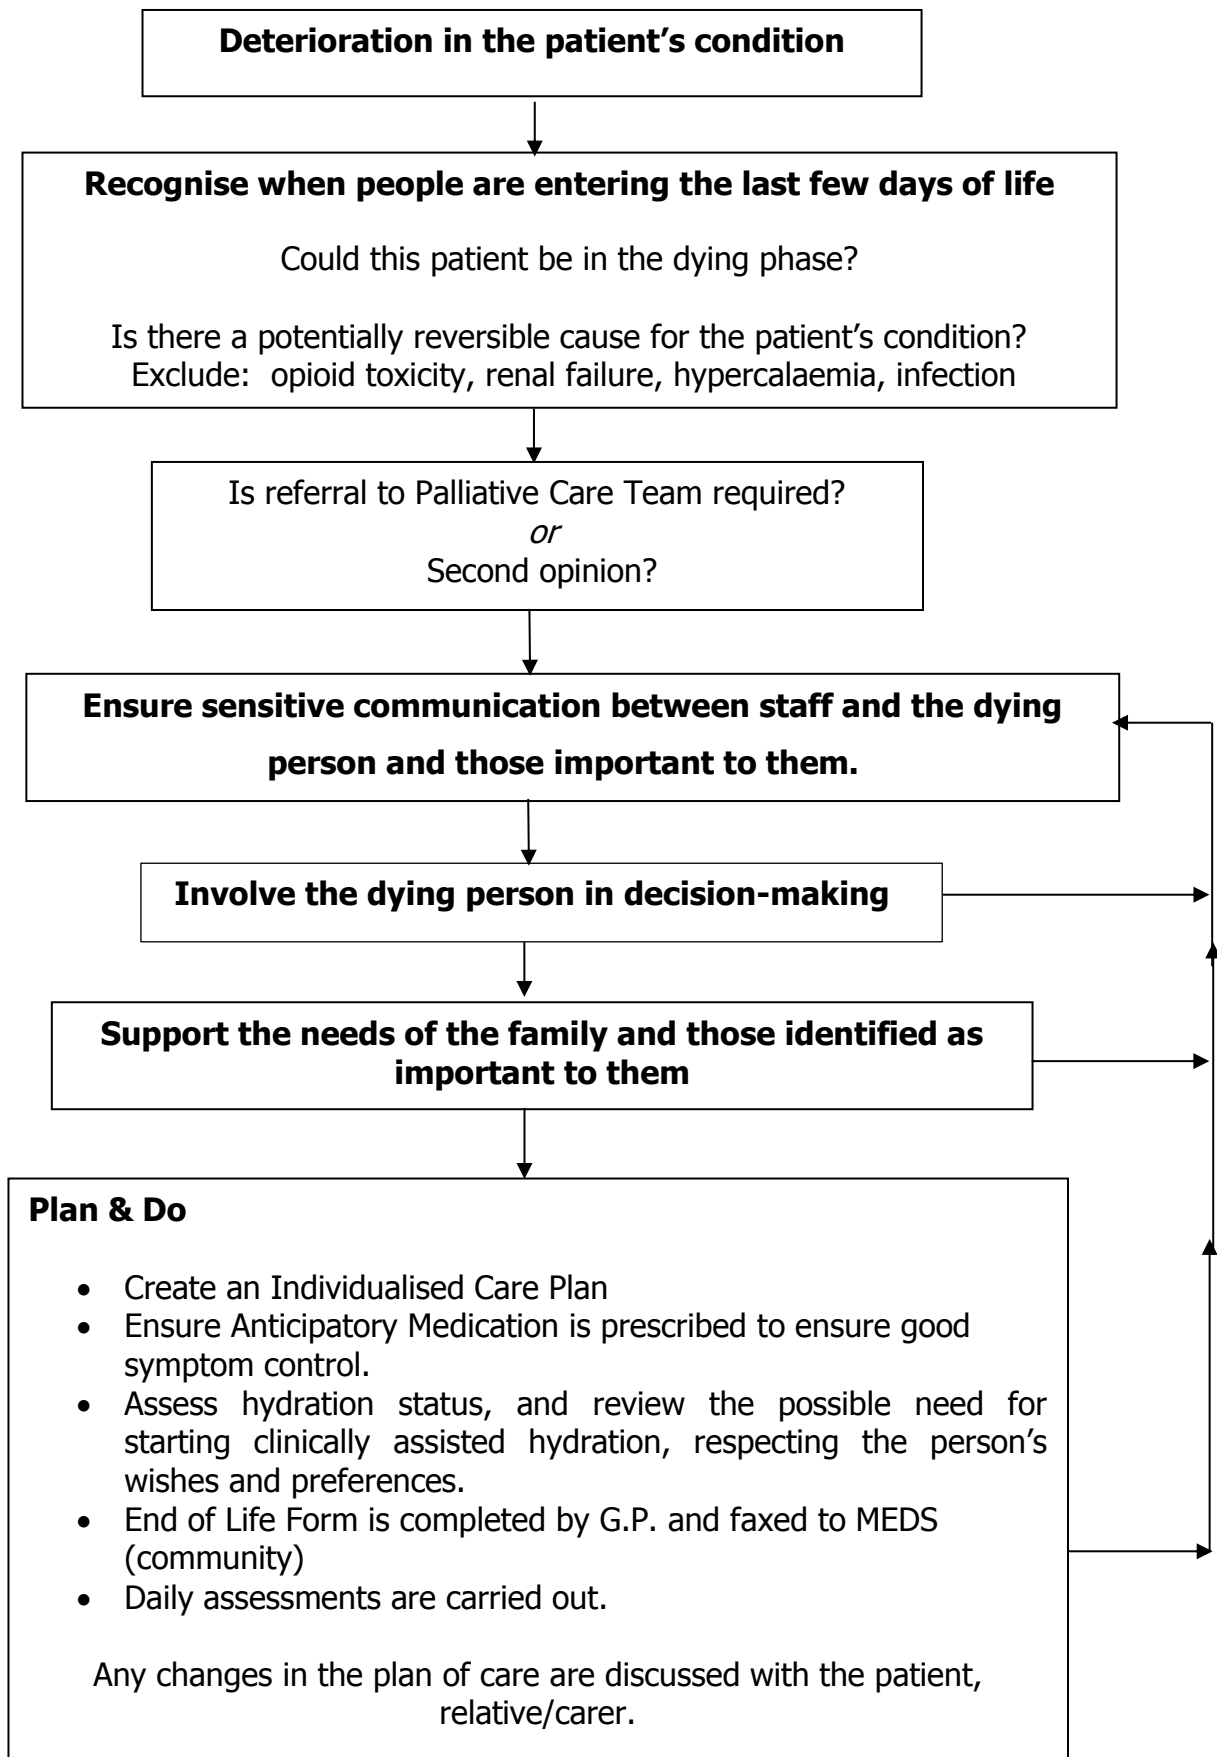 Deterioration in the patient’s condition
Recognise when people are entering the last few days of life
Could this patient be in the dying phase?
Is there a potentially reversible cause for the patient’s condition?
Exclude:  opioid toxicity, renal failure, hypercalaemia, infection
Is referral to Palliative Care Team required?
or
Second opinion?
Ensure sensitive communication between staff and the dying
person and those important to them.
Involve the dying person in decision-making
Support the needs of the family and those identified as
important to them
Plan & Do
• Create an Individualised Care Plan
• Ensure Anticipatory Medication is prescribed to ensure good
symptom control.
• Assess hydration status, and review the possible need for
starting clinically assisted hydration, respecting the person’s
wishes and preferences.
• End of Life Form is completed by G.P. and faxed to MEDS
(community)
• Daily assessments are carried out.
Any changes in the plan of care are discussed with the patient,
relative/carer.